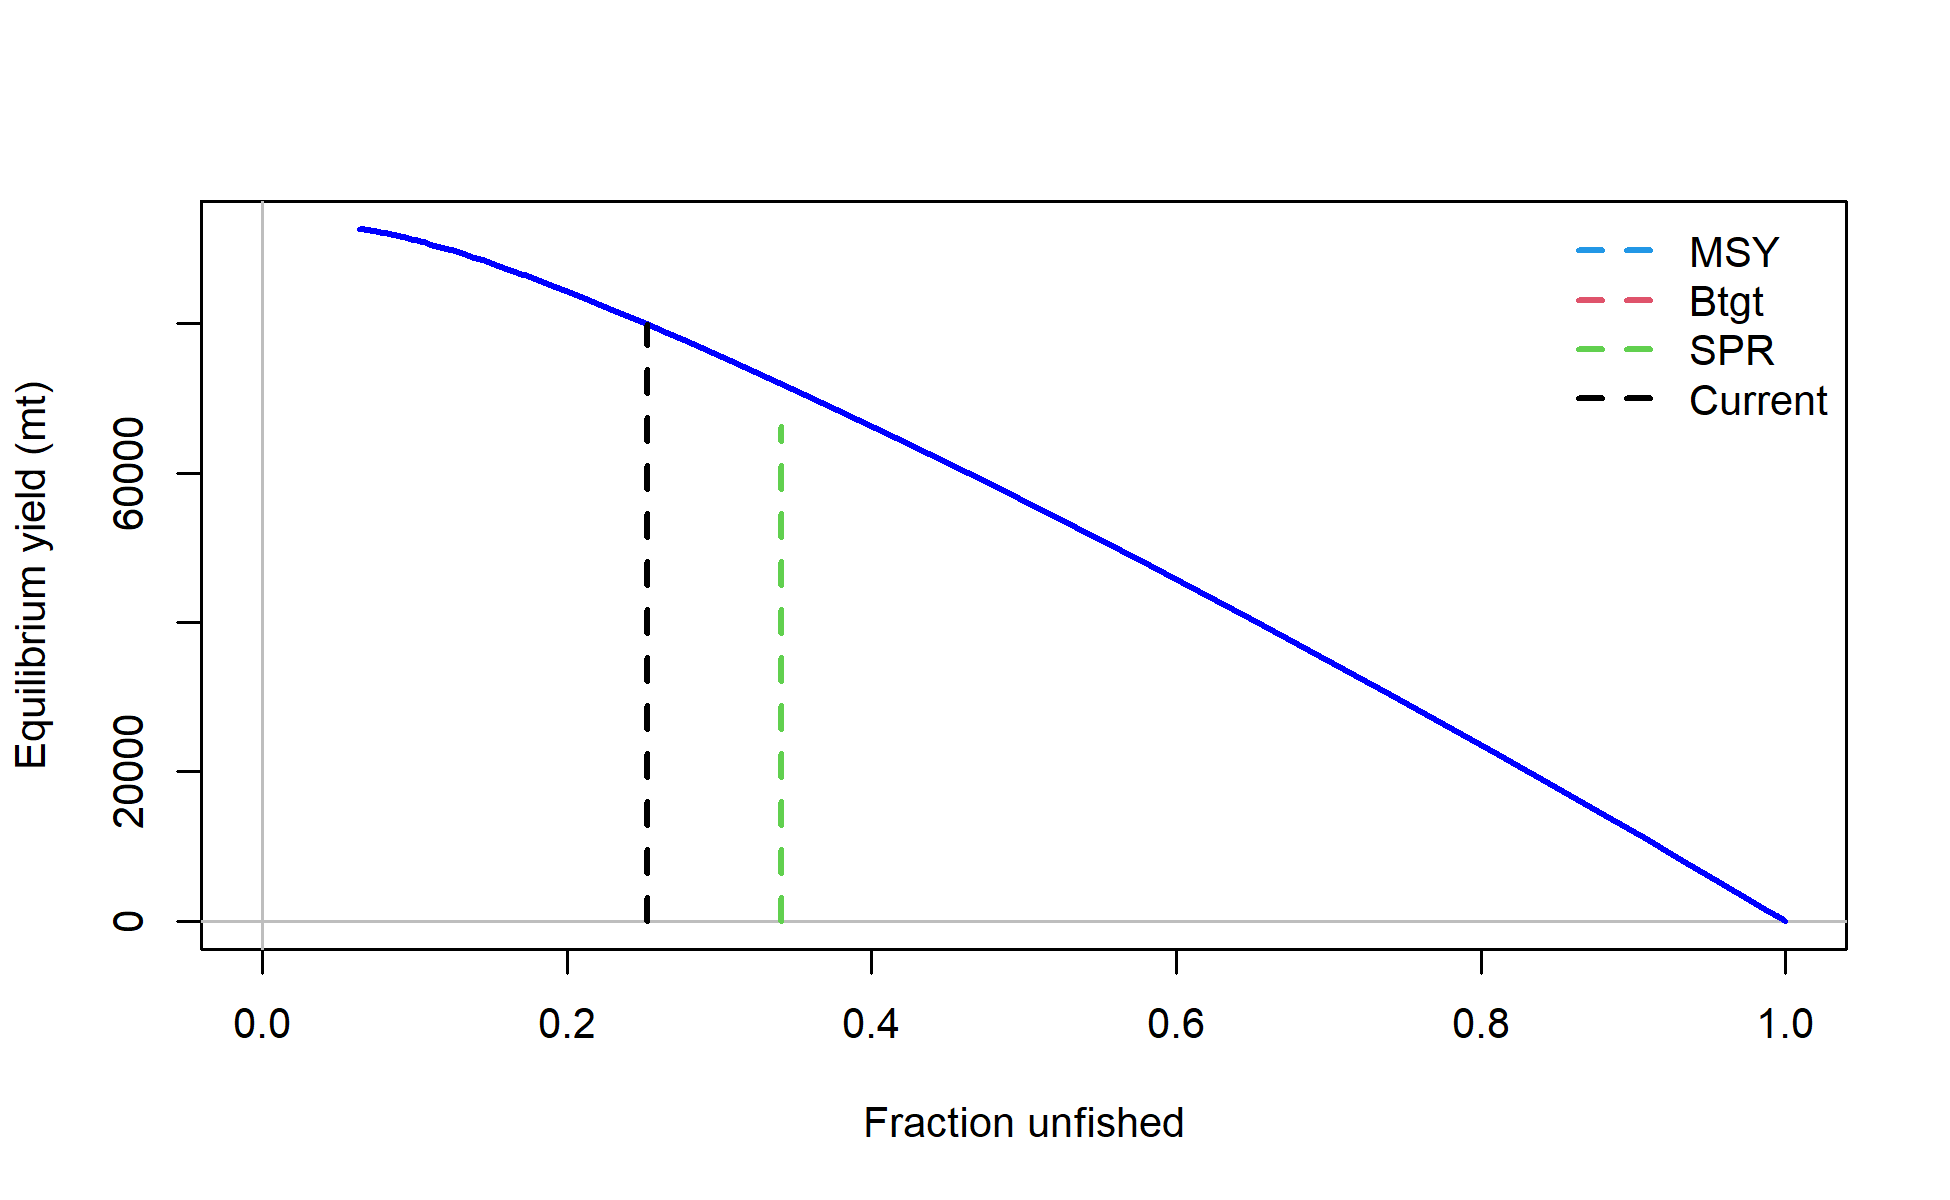 MSY
Btgt
SPR
Current
Equilibrium yield (mt)
60000
20000
0
0.0 0.2 0.4 0.6 0.8 1.0
Fraction unfished